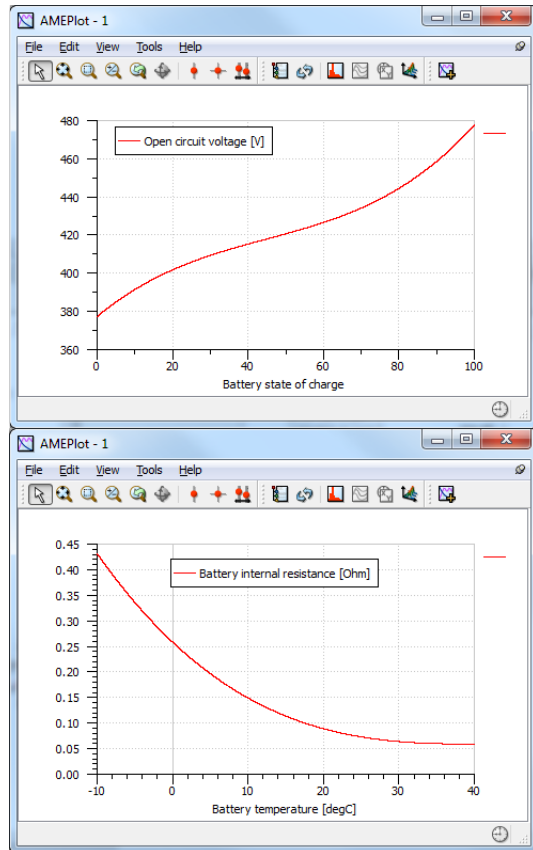 AMEPlot - 1
File Edit View Tools Help
480
460
440
420
400
380
360
Open circuit voltage [V]
0 20 40 60 80 100
Battery state of charge
AMEPlot - 1
File Edit View Tools Help
0.45
0.40
0.35
0.30
0.25
0.20
0.15
0.10
0.05
0.00
Battery internal resistance [Ohm]
-10 0 10 20 30 40
Battery temperature [degC]